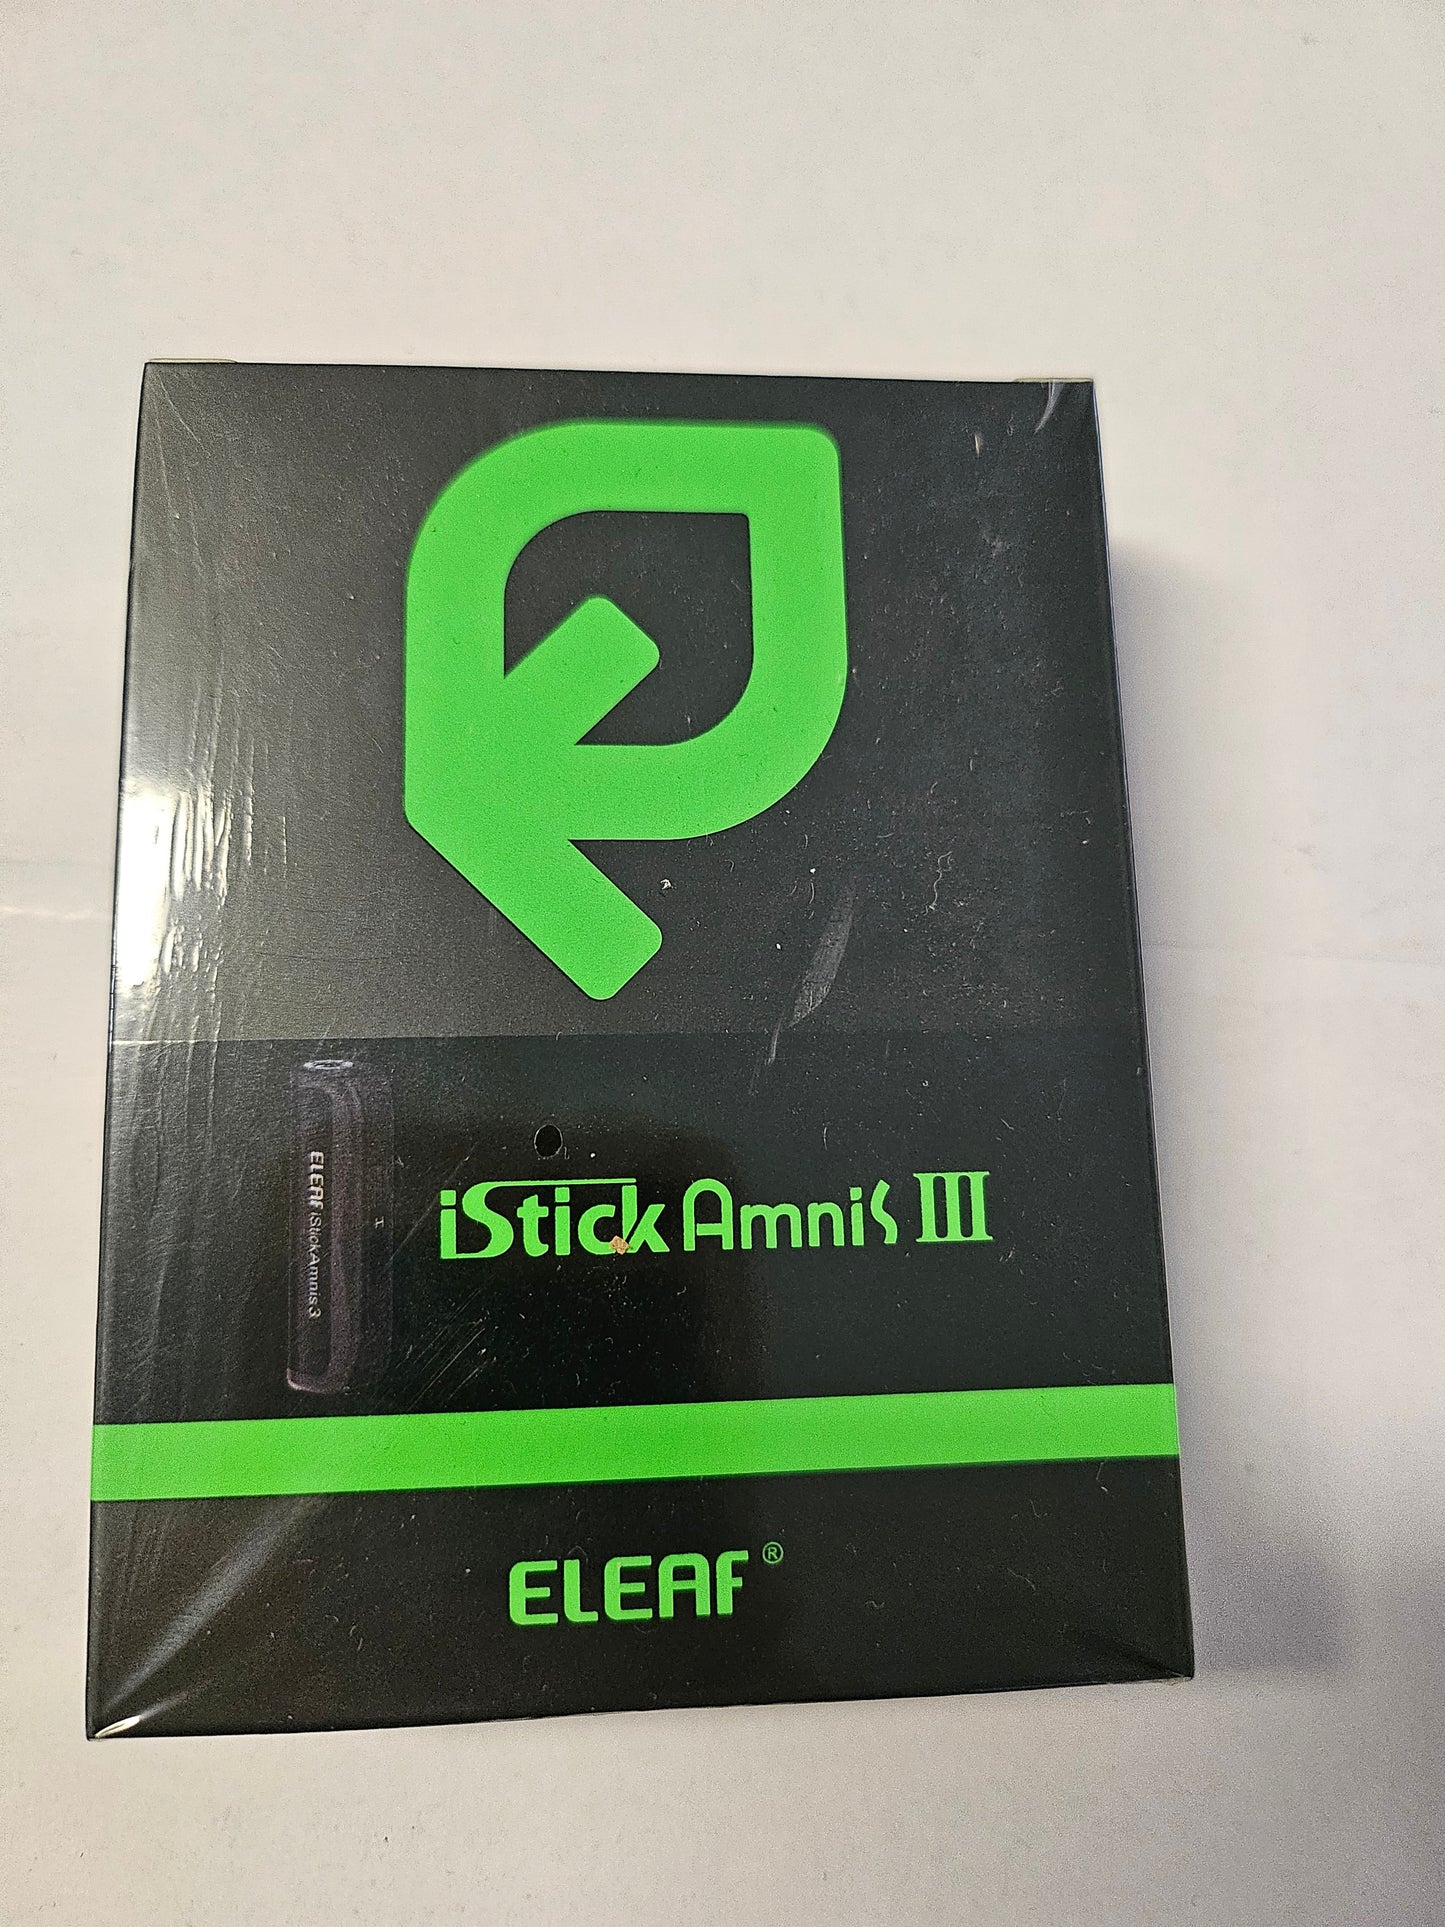 ELEAF iStick Amnis 3
iStick Amnis III
ELEAF ®